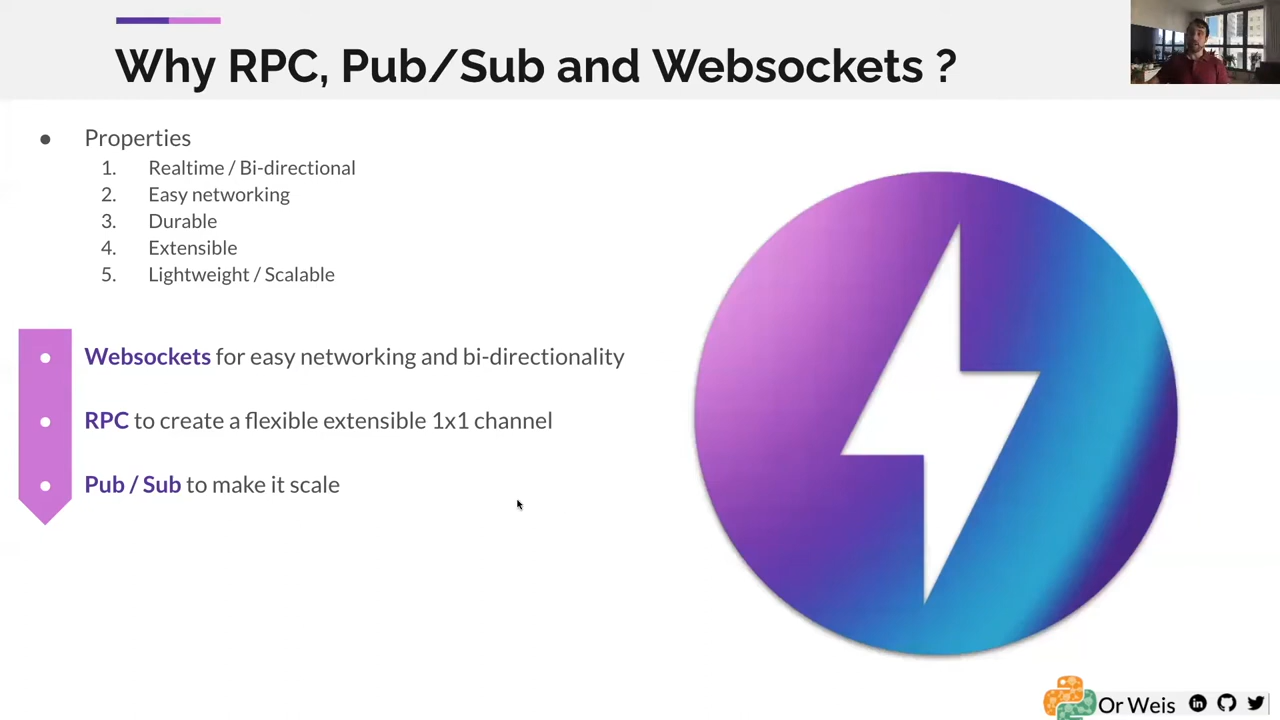 Why RPC, Pub/Sub and Websockets ?
● Properties
1. Realtime / Bi-directional
2. Easy networking
3. Durable
4. Extensible
5. Lightweight / Scalable
● Websockets for easy networking and bi-directionality
● RPC to create a flexible extensible 1x1 channel
● Pub / Sub to make it scale
Or Weis in